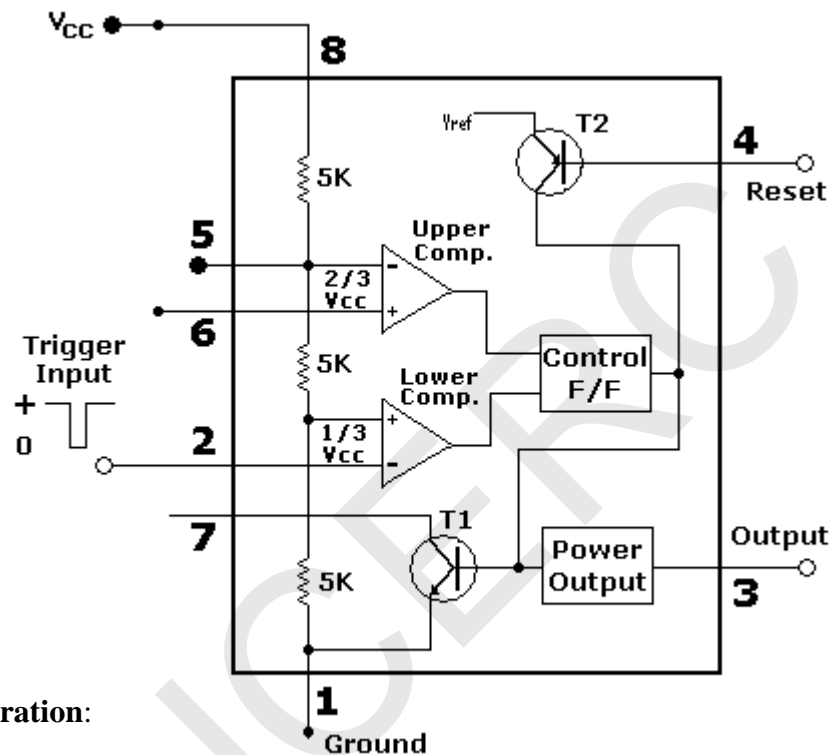 VCC
8
Vref
T2
4
Reset
5K
5
Upper
Comp.
-
2/3
Vcc
+
6
Trigger
Input
+
0
5K
Lower
Comp.
Control
F/F
+
1/3
Vcc
-
2
7
T1
5K
Power
Output
Output
3
1
Ground
ration:
ICERC